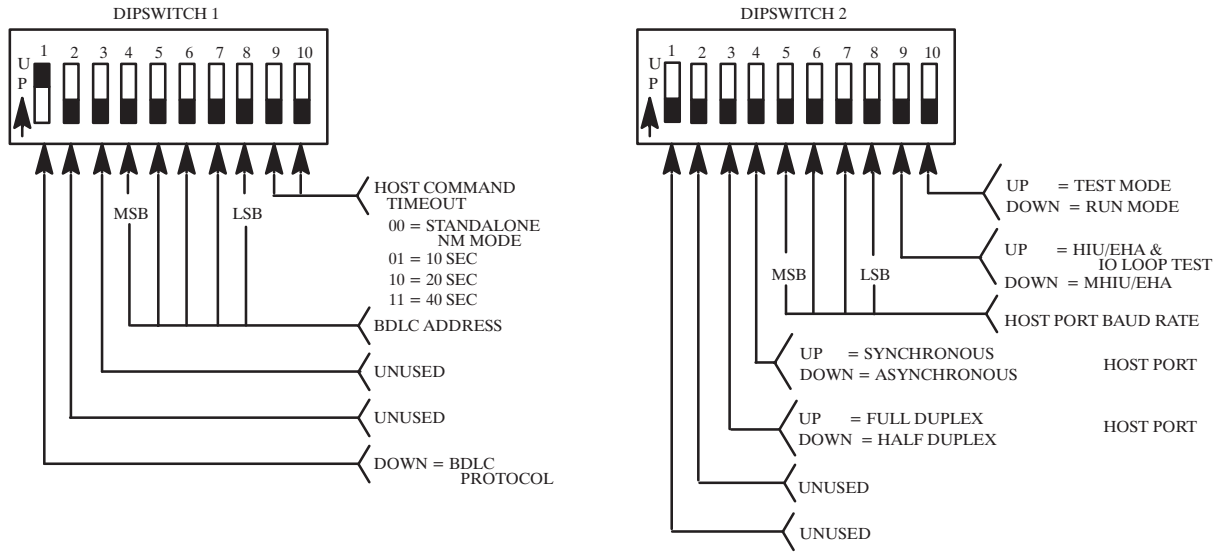 DIPSWITCH 1
U
P
1 2 3 4 5 6 7 8 9 10
MSB
LSB
HOST COMMAND
TIMEOUT
00 = STANDALONE
NM MODE
01 = 10 SEC
10 = 20 SEC
11 = 40 SEC
BDLC ADDRESS
UNUSED
UNUSED
DOWN = BDLC
PROTOCOL
DIPSWITCH 2
U
P
1 2 3 4 5 6 7 8 9 10
UP = TEST MODE
DOWN = RUN MODE
UP = HIU/EHA &
IO LOOP TEST
DOWN = MHIU/EHA
MSB
LSB
HOST PORT BAUD RATE
UP = SYNCHRONOUS HOST PORT
DOWN = ASYNCHRONOUS
UP = FULL DUPLEX HOST PORT
DOWN = HALF DUPLEX
UNUSED
UNUSED